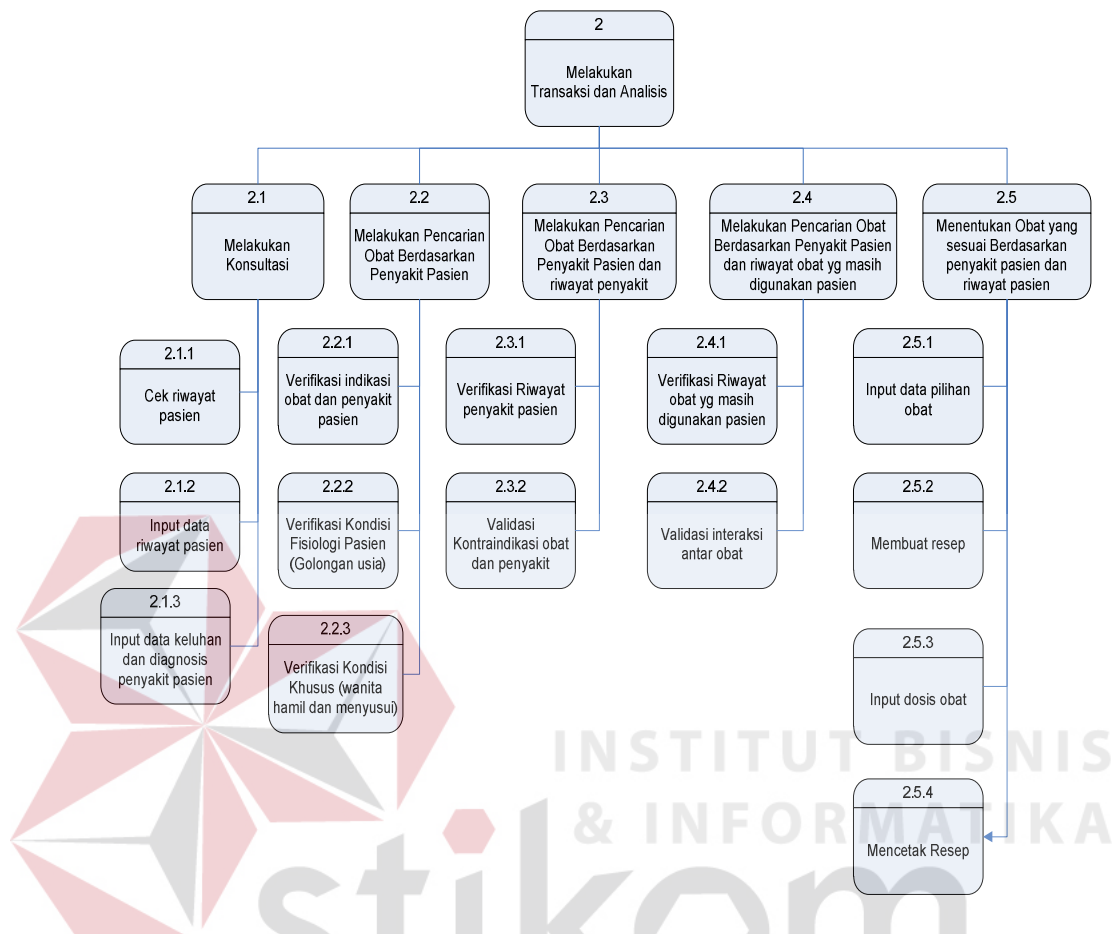 2
Melakukan
Transaksi dan Analisis
2.1
Melakukan
Konsultasi
2.2
Melakukan Pencarian
Obat Berdasarkan
Penyakit Pasien
2.3
Melakukan Pencarian
Obat Berdasarkan
Penyakit Pasien dan
riwayat penyakit
2.4
Melakukan Pencarian Obat
Berdasarkan Penyakit Pasien
dan riwayat obat yg masih
digunakan pasien
2.5
Menentukan Obat yang
sesuai Berdasarkan
penyakit pasien dan
riwayat pasien
2.1.1
Cek riwayat
pasien
2.2.1
Verifikasi indikasi
obat dan penyakit
pasien
2.3.1
Verifikasi Riwayat
penyakit pasien
2.4.1
Verifikasi Riwayat
obat yg masih
digunakan pasien
2.5.1
Input data pilihan
obat
2.1.2
Input data
riwayat pasien
2.2.2
Verifikasi Kondisi
Fisiologi Pasien
(Golongan usia)
2.3.2
Validasi
Kontraindikasi obat
dan penyakit
2.4.2
Validasi interaksi
antar obat
2.5.2
Membuat resep
2.1.3
Input data keluhan
dan diagnosis
penyakit pasien
2.2.3
Verifikasi Kondisi
Khusus (wanita
hamil dan menyusui)
2.5.3
Input dosis obat
2.5.4
Mencetak Resep
INSTITUT BISNIS
& INFORMATIKA
stikom